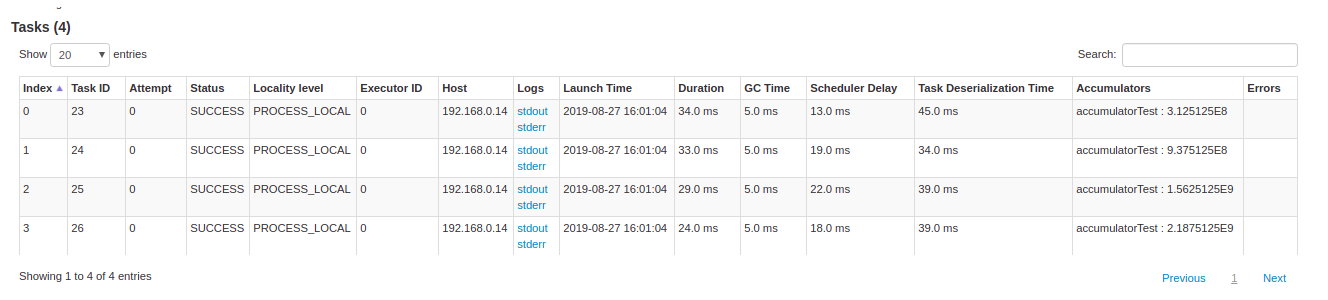 Tasks (4)
Show 20 entries Search:
Index Task ID Attempt Status Locality level Executor ID Host Logs Launch Time Duration GC Time Scheduler Delay Task Deserialization Time Accumulators Errors
0 23 0 SUCCESS PROCESS_LOCAL 0 192.168.0.14 stdout 2019-08-27 16:01:04 34.0 ms 5.0 ms 13.0 ms 45.0 ms accumulatorTest : 3.125125E8
stderr
1 24 0 SUCCESS PROCESS_LOCAL 0 192.168.0.14 stdout 2019-08-27 16:01:04 33.0 ms 5.0 ms 19.0 ms 34.0 ms accumulatorTest : 9.375125E8
stderr
2 25 0 SUCCESS PROCESS_LOCAL 0 192.168.0.14 stdout 2019-08-27 16:01:04 29.0 ms 5.0 ms 22.0 ms 39.0 ms accumulatorTest : 1.5625125E9
stderr
3 26 0 SUCCESS PROCESS_LOCAL 0 192.168.0.14 stdout 2019-08-27 16:01:04 24.0 ms 5.0 ms 18.0 ms 39.0 ms accumulatorTest : 2.1875125E9
stderr
Showing 1 to 4 of 4 entries Previous 1 Next